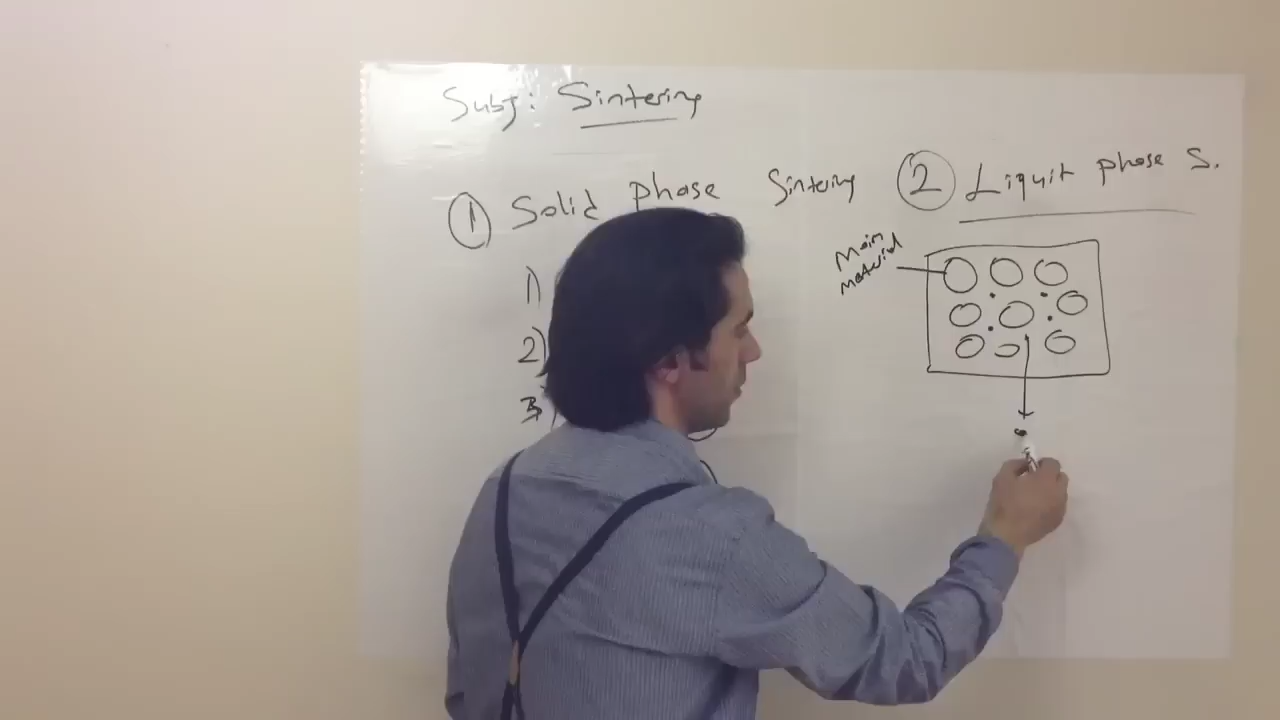 Subj: Sintering
① Solid phase Sintering
② Liquit phase S.
1)
2)
3)
Main
material